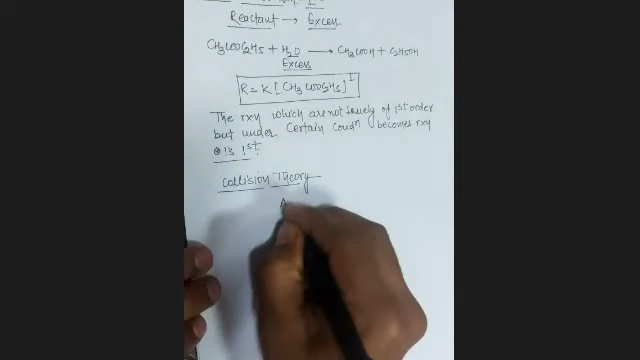 Reactant → Excess.
CH3COOC2H5 + H2O → CH3COOH + C2H5OH
Excess
R = K [CH3COOC2H5]¹
The rxn which are not truely of 1st order
but under certain condn becomes rxn
is 1st.
Collision Theory
A